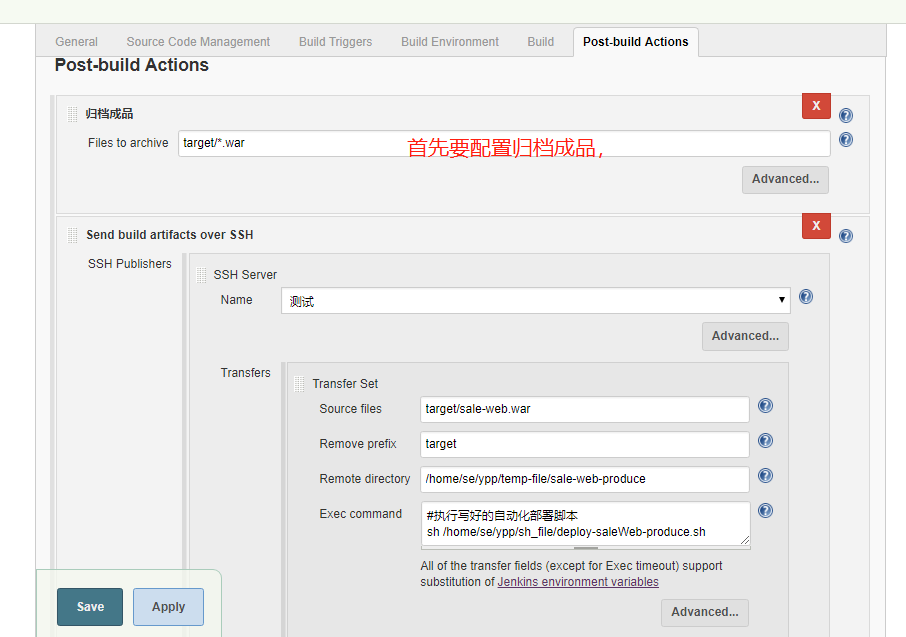 General Source Code Management Build Triggers Build Environment Build Post-build Actions
Post-build Actions
归档成品
X
Files to archive target/*.war
首先要配置归档成品，
Advanced...
Send build artifacts over SSH
X
SSH Publishers
SSH Server
Name 测试
Advanced...
Transfers
Transfer Set
Source files target/sale-web.war
Remove prefix target
Remote directory /home/se/ypp/temp-file/sale-web-produce
Exec command #执行写好的自动化部署脚本
sh /home/se/ypp/sh_file/deploy-saleWeb-produce.sh
All of the transfer fields (except for Exec timeout) support
substitution of Jenkins environment variables
Advanced...
Save Apply